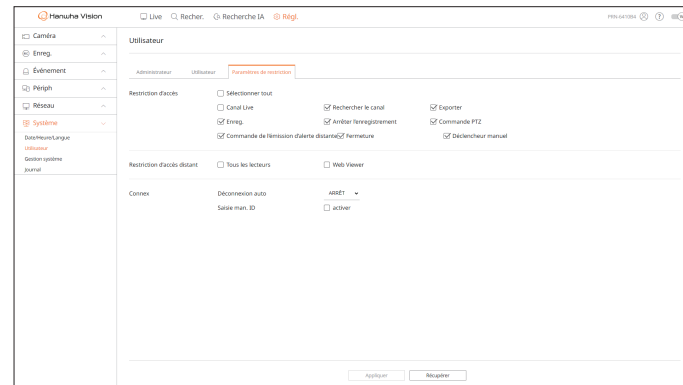 Hanwha Vision
Live Recher. Recherche IA Régl.
PRN-6410B4
Caméra
Enreg.
Événement
Périph
Réseau
Système
Date/Heure/Langue
Utilisateur
Gestion système
Journal
Utilisateur
Administrateur Utilisateur Paramètres de restriction
Restriction d'accès Sélectionner tout
Canal Live Rechercher le canal Exporter
Enreg. Arrêter l'enregistrement Commande PTZ
Commande de l'émission d'alerte distante Fermeture Déclencheur manuel
Restriction d'accès distant Tous les lecteurs Web Viewer
Connex Déconnexion auto ARRÊT
Saisie man. ID activer
Appliquer Récupérer